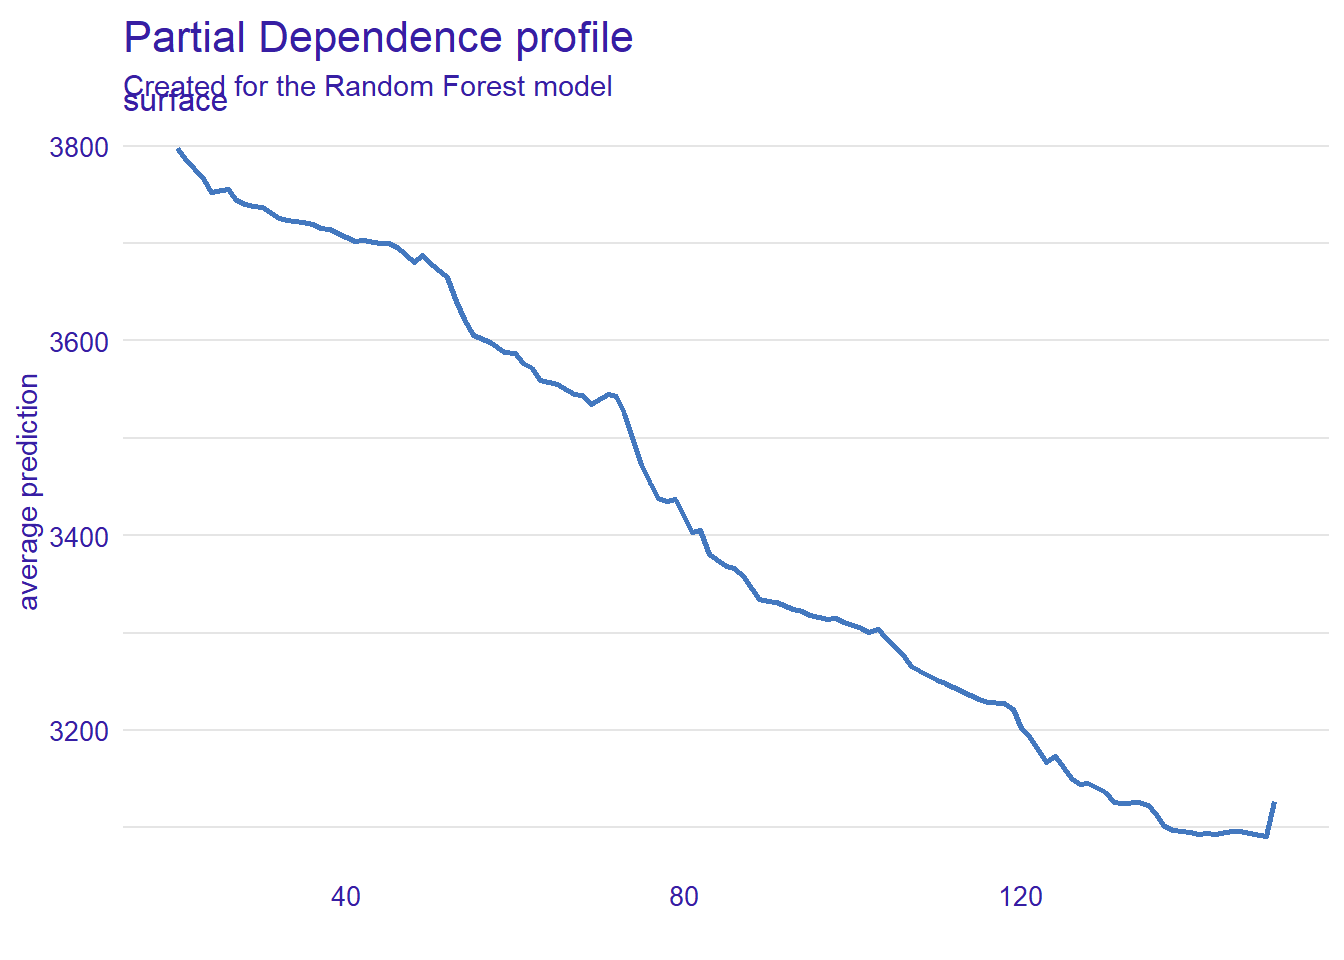 Partial Dependence profile
Created for the Random Forest model
surface
3800
3600
3400
3200
average prediction
40 80 120